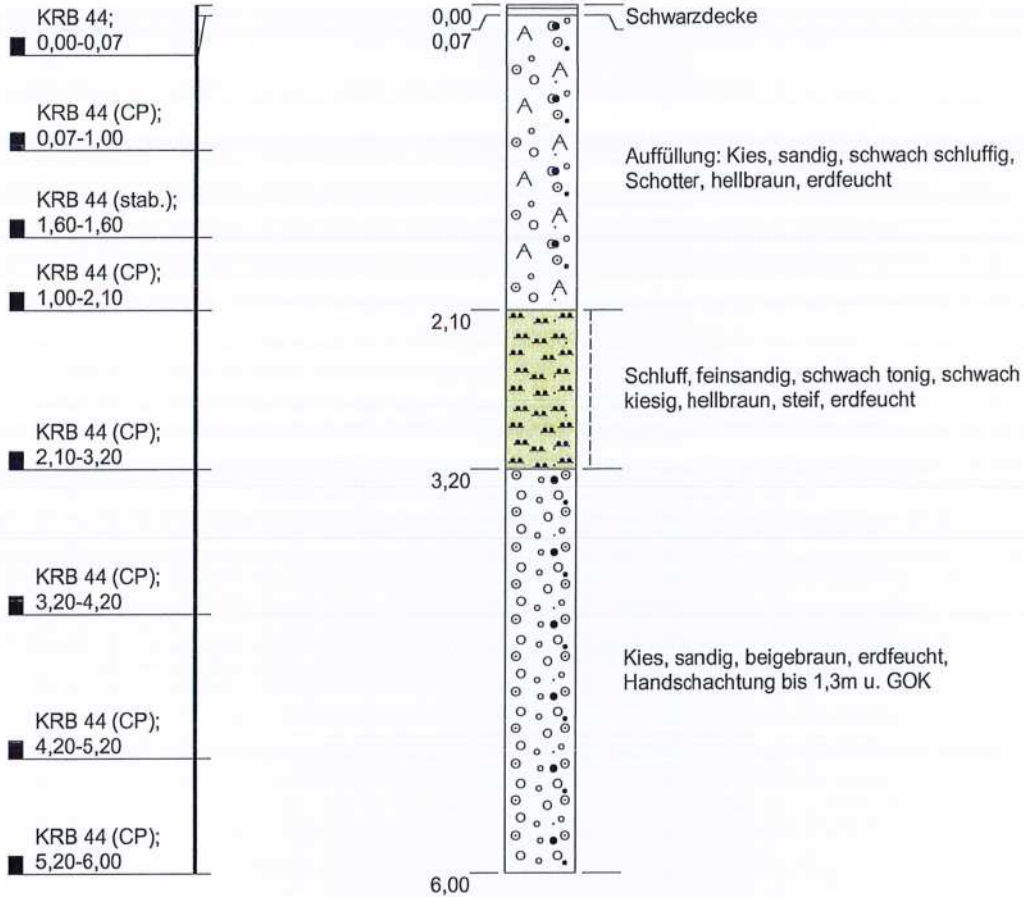 KRB 44;
0,00-0,07
KRB 44 (CP);
0,07-1,00
KRB 44 (stab.);
1,60-1,60
KRB 44 (CP);
1,00-2,10
KRB 44 (CP);
2,10-3,20
KRB 44 (CP);
3,20-4,20
KRB 44 (CP);
4,20-5,20
KRB 44 (CP);
5,20-6,00
0,00
0,07
2,10
3,20
6,00
Schwarzdecke
Auffüllung: Kies, sandig, schwach schluffig,
Schotter, hellbraun, erdfeucht
Schluff, feinsandig, schwach tonig, schwach
kiesig, hellbraun, steif, erdfeucht
Kies, sandig, beigebraun, erdfeucht,
Handschachtung bis 1,3m u. GOK